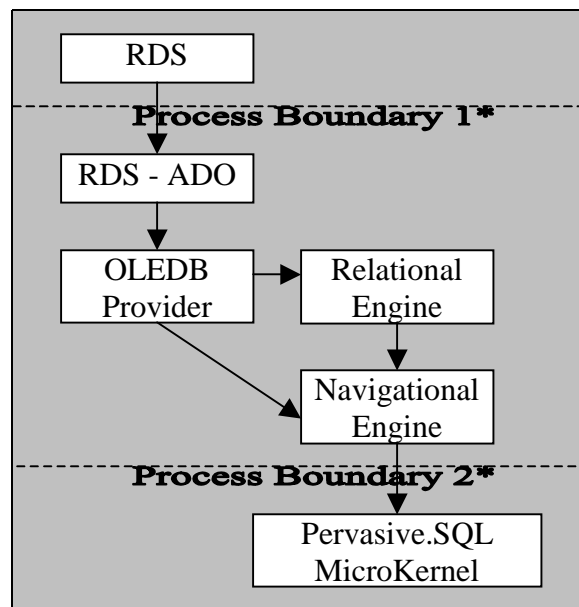 RDS
Process Boundary 1*
RDS - ADO
OLEDB
Provider
Relational
Engine
Navigational
Engine
Process Boundary 2*
Pervasive.SQL
MicroKernel